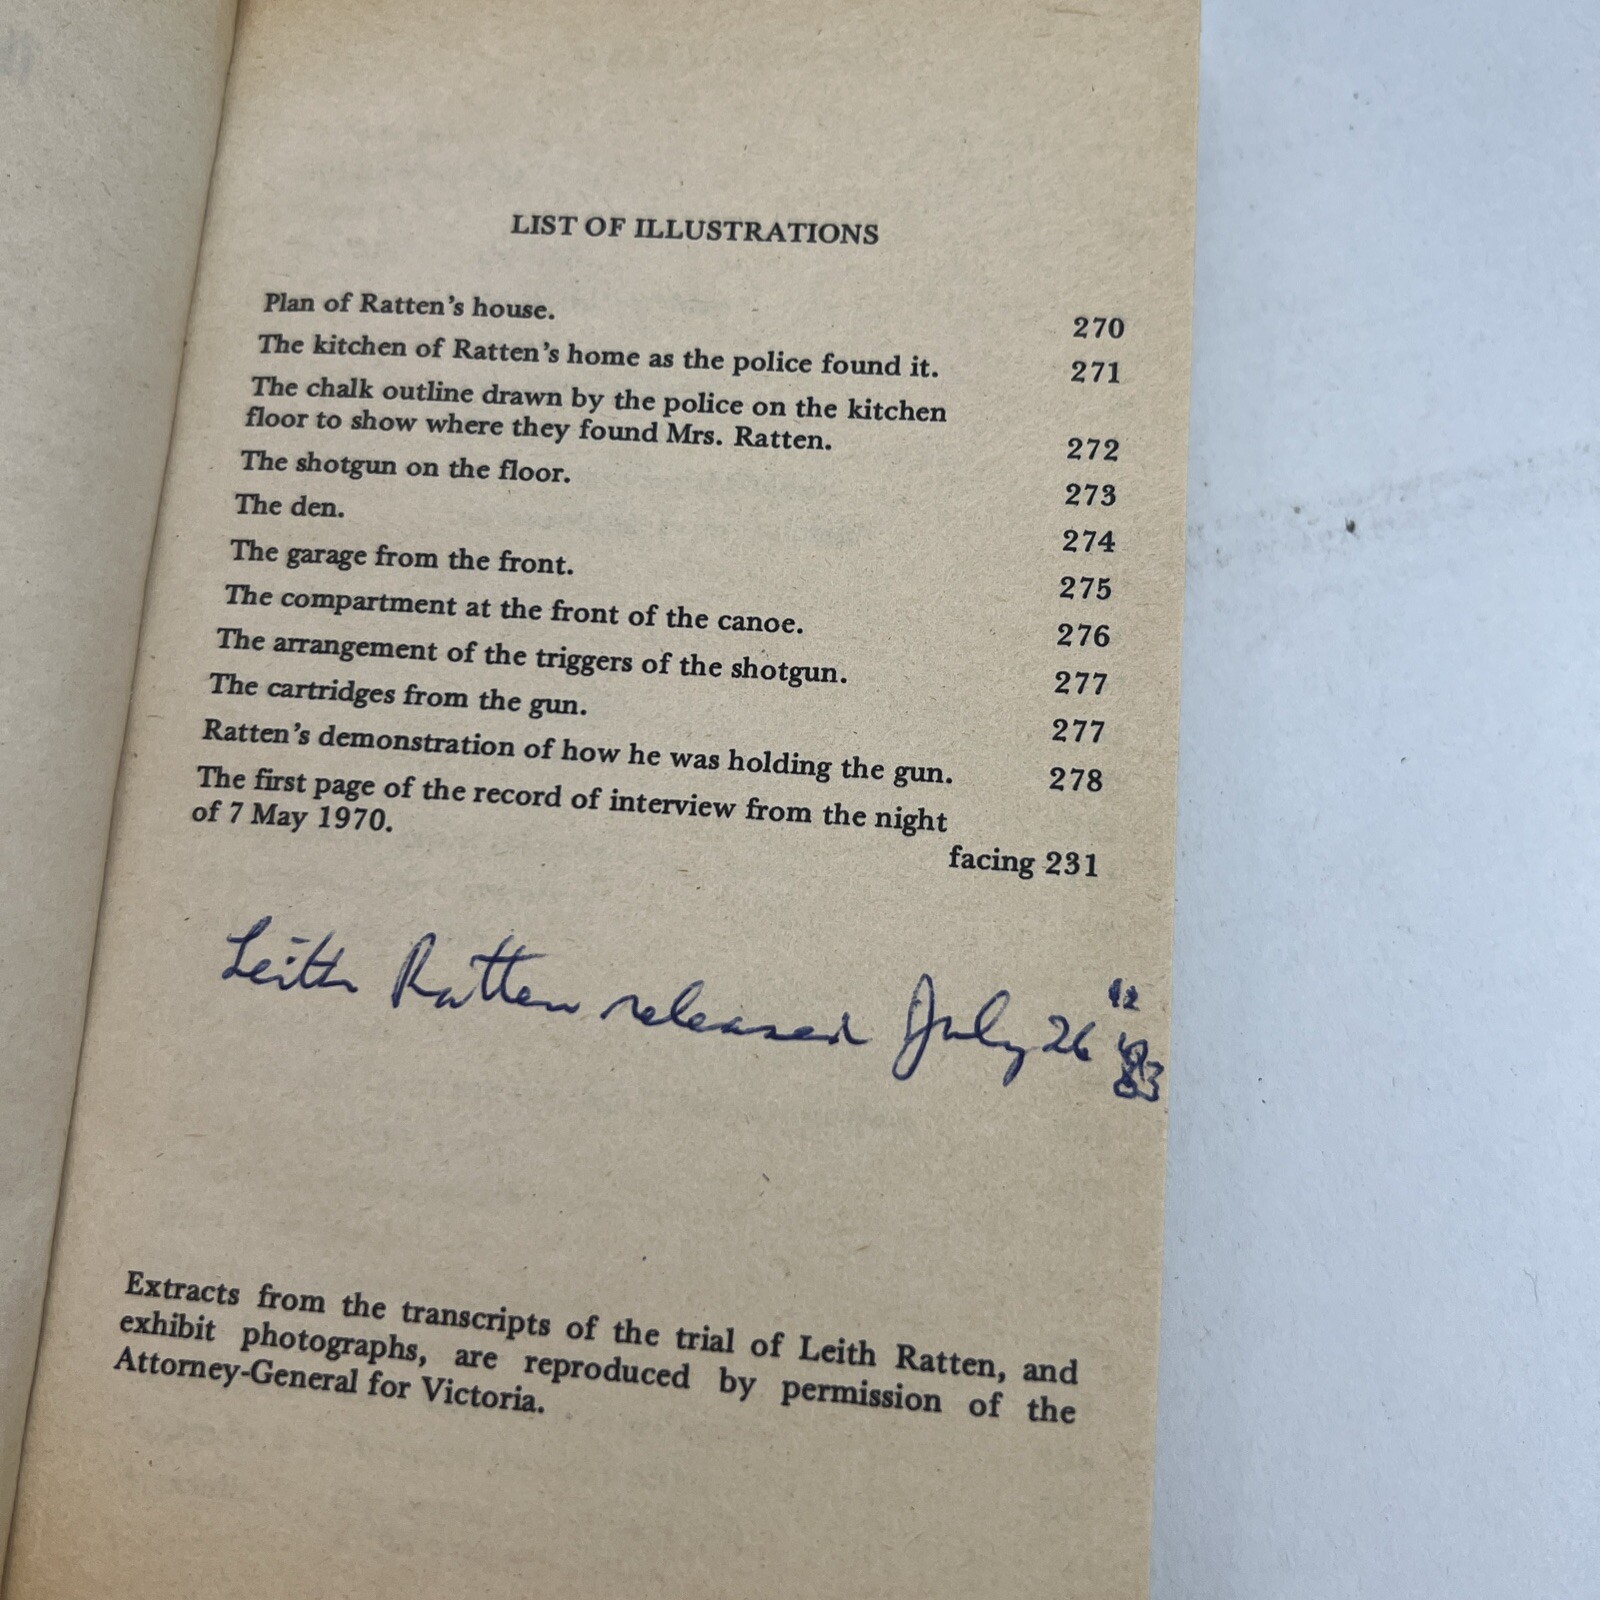 LIST OF ILLUSTRATIONS
Plan of Ratten's house. 270
The kitchen of Ratten's home as the police found it. 271
The chalk outline drawn by the police on the kitchen
floor to show where they found Mrs. Ratten. 272
The shotgun on the floor. 273
The den. 274
The garage from the front. 275
The compartment at the front of the canoe. 276
The arrangement of the triggers of the shotgun. 277
The cartridges from the gun. 277
Ratten's demonstration of how he was holding the gun. 278
The first page of the record of interview from the night
of 7 May 1970. facing 231
Leith Ratten released July 26
83
Extracts from the transcripts of the trial of Leith Ratten, and
exhibit photographs, are reproduced by permission of the
Attorney-General for Victoria.